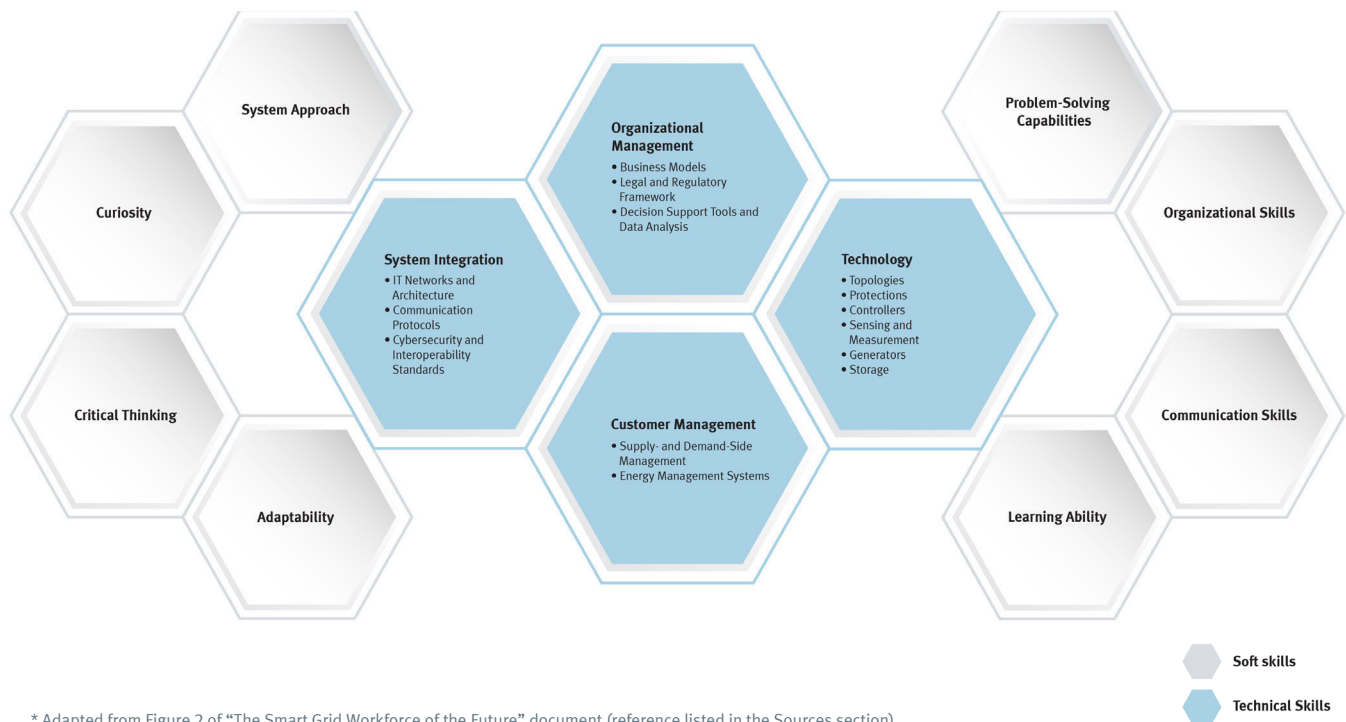 System Approach
Curiosity
Critical Thinking
Adaptability
System Integration
• IT Networks and
Architecture
• Communication
Protocols
• Cybersecurity and
Interoperability
Standards
Organizational
Management
• Business Models
• Legal and Regulatory
Framework
• Decision Support Tools and
Data Analysis
Customer Management
• Supply- and Demand-Side
Management
• Energy Management Systems
Technology
• Topologies
• Protections
• Controllers
• Sensing and
Measurement
• Generators
• Storage
Problem-Solving
Capabilities
Organizational Skills
Communication Skills
Learning Ability
Soft skills
Technical Skills
* Adapted from Figure 2 of “The Smart Grid Workforce of the Future” document (reference listed in the Sources section)